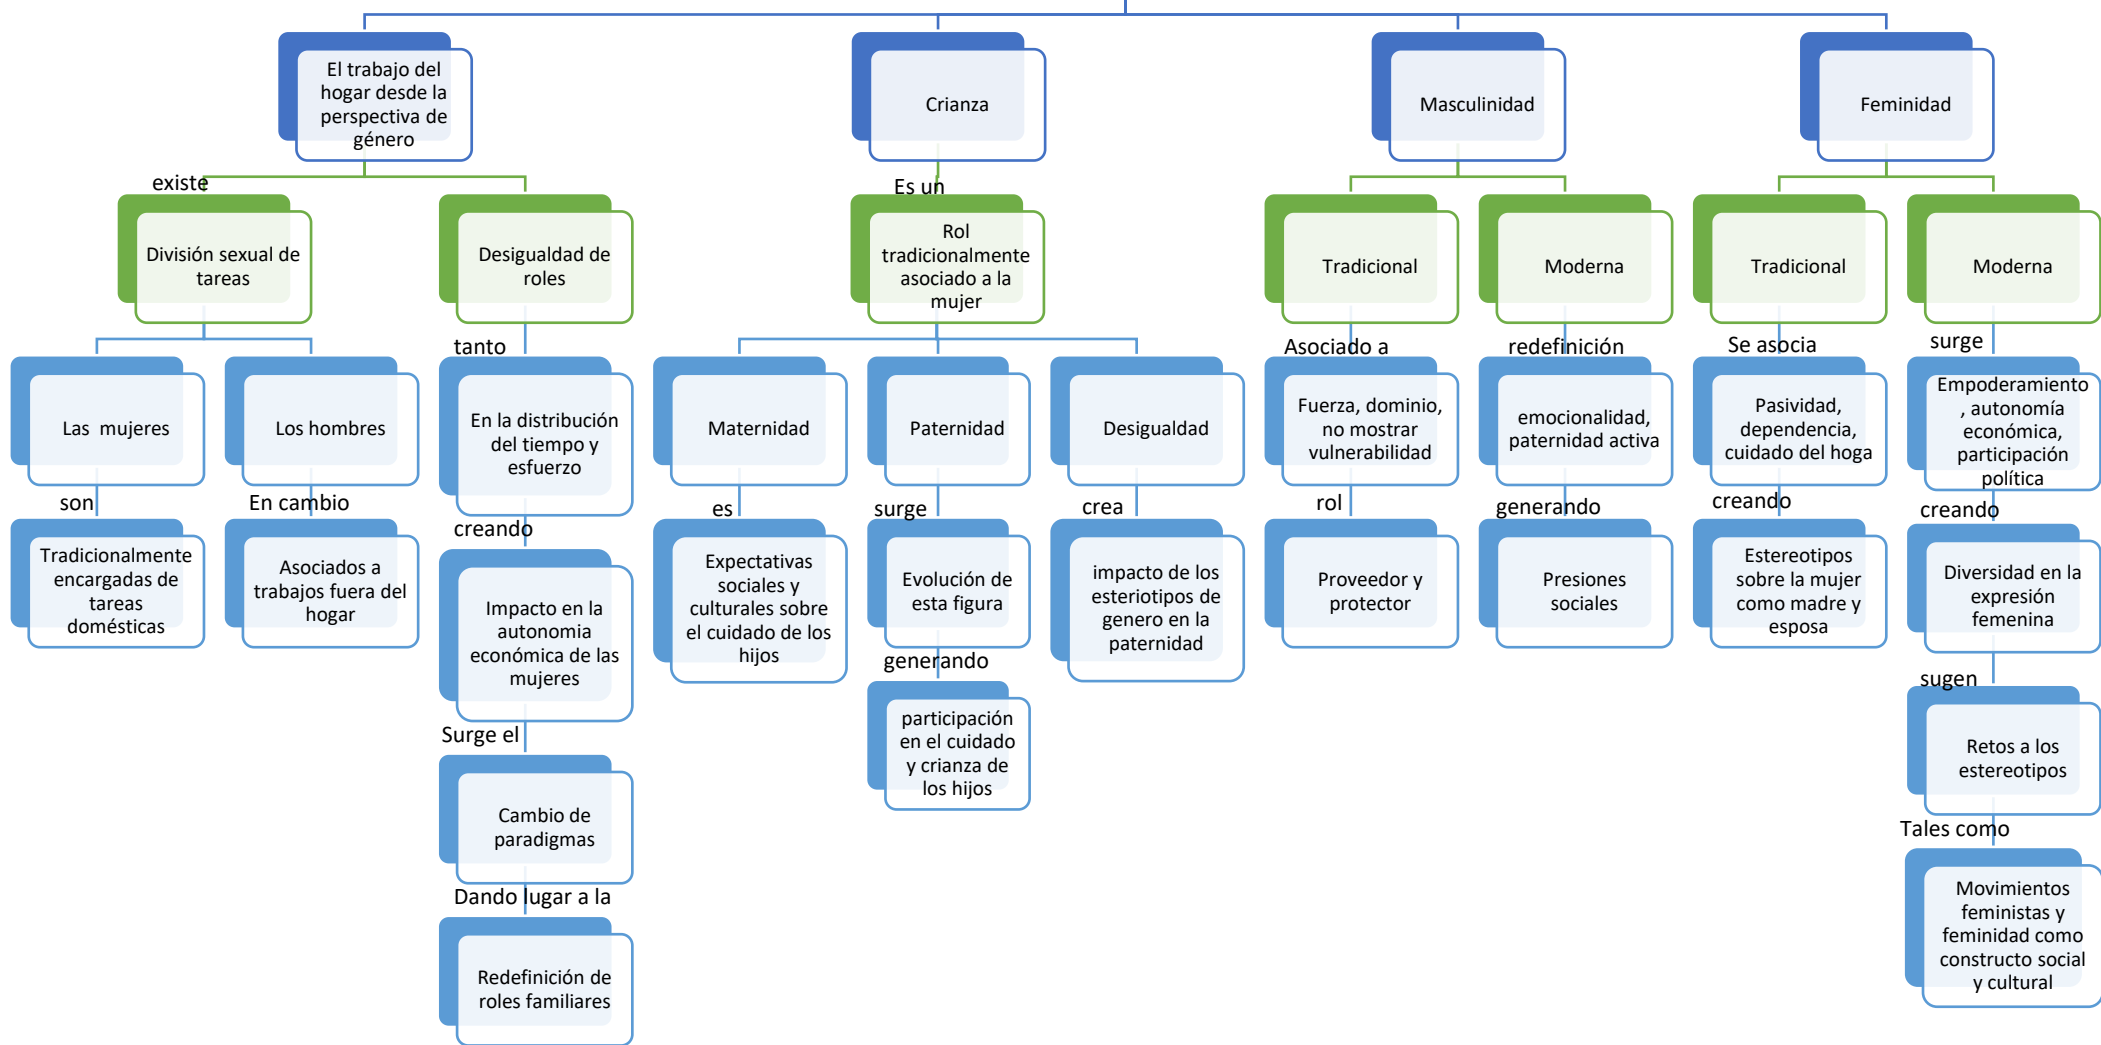 El trabajo del
hogar desde la
perspectiva de
género
Crianza
Masculinidad
Feminidad
existe
División sexual de
tareas
Desigualdad de
roles
Es un
Rol
tradicionalmente
asociado a la
mujer
Tradicional
Moderna
Tradicional
Moderna
Las  mujeres
Los hombres
tanto
En la distribución
del tiempo y
esfuerzo
Maternidad
Paternidad
Desigualdad
Asociado a
Fuerza, dominio,
no mostrar
vulnerabilidad
redefinición
emocionalidad,
paternidad activa
Se asocia
Pasividad,
dependencia,
cuidado del hoga
surge
Empoderamiento
, autonomía
económica,
participación
política
son
Tradicionalmente
encargadas de
tareas
domésticas
En cambio
Asociados a
trabajos fuera del
hogar
creando
Impacto en la
autonomia
económica de las
mujeres
es
Expectativas
sociales y
culturales sobre
el cuidado de los
hijos
surge
Evolución de
esta figura
crea
impacto de los
esteriotipos de
genero en la
paternidad
rol
Proveedor y
protector
generando
Presiones
sociales
creando
Estereotipos
sobre la mujer
como madre y
esposa
creando
Diversidad en la
expresión
femenina
generando
participación
en el cuidado
y crianza de
los hijos
sugen
Retos a los
estereotipos
Surge el
Cambio de
paradigmas
Tales como
Movimientos
feministas y
feminidad como
constructo social
y cultural
Dando lugar a la
Redefinición de
roles familiares